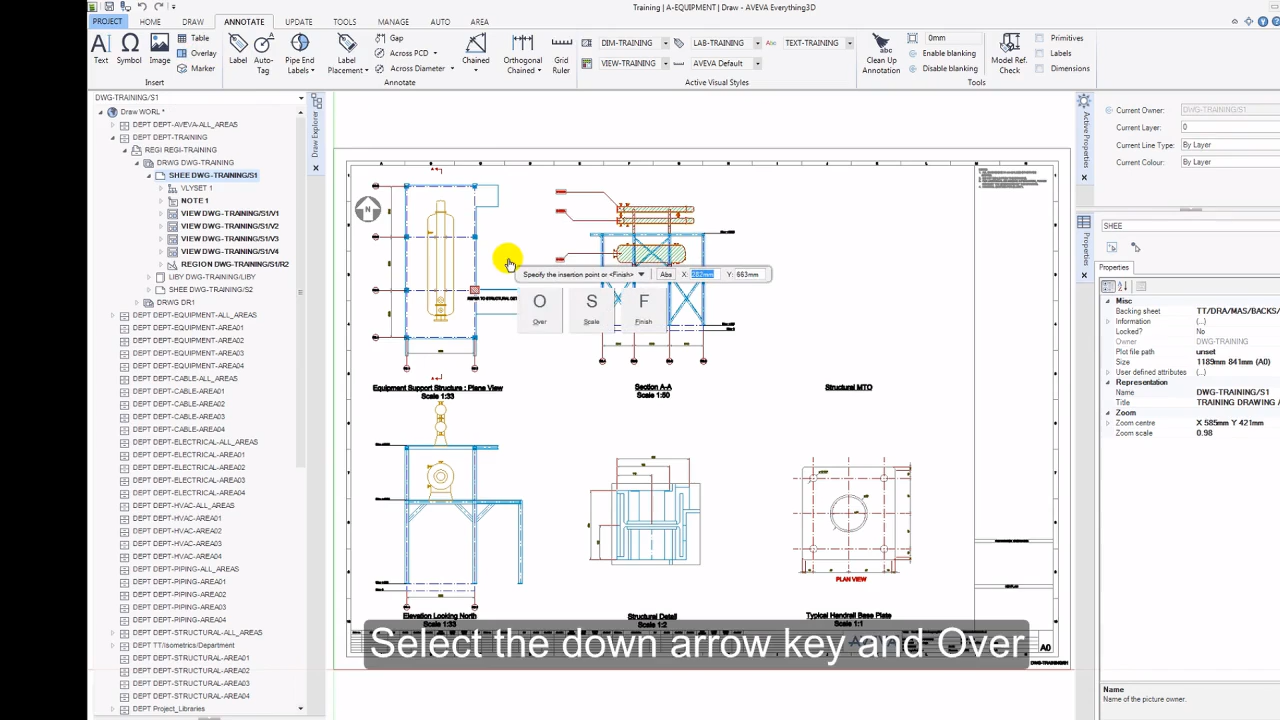 Training | A-EQUIPMENT | Draw - AVEVA Everything3D
PROJECT HOME DRAW ANNOTATE UPDATE TOOLS MANAGE AUTO AREA
Text Symbol Image
Table
Overlay
Marker
Insert
Label Auto-Tag Pipe End Labels Label Placement
Gap
Across PCD
Across Diameter
Annotate
Chained Orthogonal Chained Grid Ruler
DIM-TRAINING LAB-TRAINING Abc TEXT-TRAINING
VIEW-TRAINING AVEVA Default
Active Visual Styles
Clean Up Annotation
0mm
Enable blanking
Disable blanking
Model Ref. Check
Primitives
Labels
Dimensions
Tools
DWG-TRAINING/S1
Draw WORL *
DEPT DEPT-AVEVA-ALL_AREAS
DEPT DEPT-TRAINING
REGI REGI-TRAINING
DRWG DWG-TRAINING
SHEE DWG-TRAINING/S1
VLYSET 1
NOTE 1
VIEW DWG-TRAINING/S1/V1
VIEW DWG-TRAINING/S1/V2
VIEW DWG-TRAINING/S1/V3
VIEW DWG-TRAINING/S1/V4
REGION DWG-TRAINING/S1/R2
LIBY DWG-TRAINING/LIBY
SHEE DWG-TRAINING/S2
DRWG DR1
DEPT DEPT-EQUIPMENT-ALL_AREAS
DEPT DEPT-EQUIPMENT-AREA01
DEPT DEPT-EQUIPMENT-AREA02
DEPT DEPT-EQUIPMENT-AREA03
DEPT DEPT-EQUIPMENT-AREA04
DEPT DEPT-CABLE-ALL_AREAS
DEPT DEPT-CABLE-AREA01
DEPT DEPT-CABLE-AREA02
DEPT DEPT-CABLE-AREA03
DEPT DEPT-CABLE-AREA04
DEPT DEPT-ELECTRICAL-ALL_AREAS
DEPT DEPT-ELECTRICAL-AREA01
DEPT DEPT-ELECTRICAL-AREA02
DEPT DEPT-ELECTRICAL-AREA03
DEPT DEPT-ELECTRICAL-AREA04
DEPT DEPT-HVAC-ALL_AREAS
DEPT DEPT-HVAC-AREA01
DEPT DEPT-HVAC-AREA02
DEPT DEPT-HVAC-AREA03
DEPT DEPT-HVAC-AREA04
DEPT DEPT-PIPING-ALL_AREAS
DEPT DEPT-PIPING-AREA01
DEPT DEPT-PIPING-AREA02
DEPT DEPT-PIPING-AREA03
DEPT DEPT-PIPING-AREA04
DEPT DEPT-STRUCTURAL-ALL_AREAS
DEPT TT/Isometrics/Department
DEPT DEPT-STRUCTURAL-AREA01
DEPT DEPT-STRUCTURAL-AREA02
DEPT DEPT-STRUCTURAL-AREA03
DEPT DEPT-STRUCTURAL-AREA04
DEPT Project_Libraries
Draw Explorer
N
Specify the insertion point or <Finish> Abs X: 382mm Y: 663mm
O S F
Over Scale Finish
Equipment Support Structure : Plane View
Scale 1:33
Section A-A
Scale 1:50
Structural MTO
Elevation Looking North
Scale 1:33
Structural Detail
Scale 1:2
PLAN VIEW
Typical Handrail Base Plate
Scale 1:1
A0
DWG-TRAINING/S1
Select the down arrow key and Over
Active Properties
Current Owner: DWG-TRAINING/S1
Current Layer: 0
Current Line Type: By Layer
Current Colour: By Layer
Properties
SHEE
Properties
Misc
Backing sheet TT/DRA/MAS/BACKS/
Information (...)
Locked? No
Owner DWG-TRAINING
Plot file path unset
Size 1189mm 841mm (A0)
User defined attributes (...)
Representation
Name DWG-TRAINING/S1
Title TRAINING DRAWING A
Zoom
Zoom centre X 585mm Y 421mm
Zoom scale 0.98
Name
Name of the picture owner.